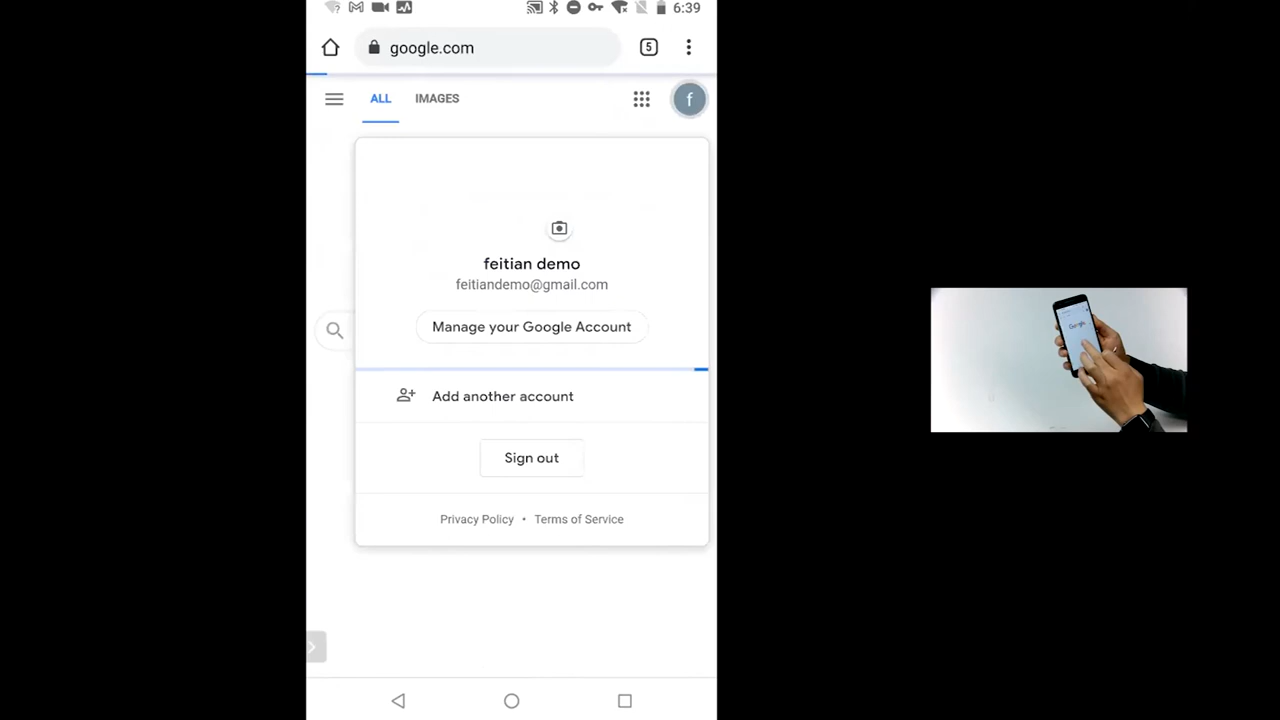 6:39
google.com
5
ALL IMAGES
f
feitian demo
feitiandemo@gmail.com
Manage your Google Account
Add another account
Sign out
Privacy Policy • Terms of Service
Google